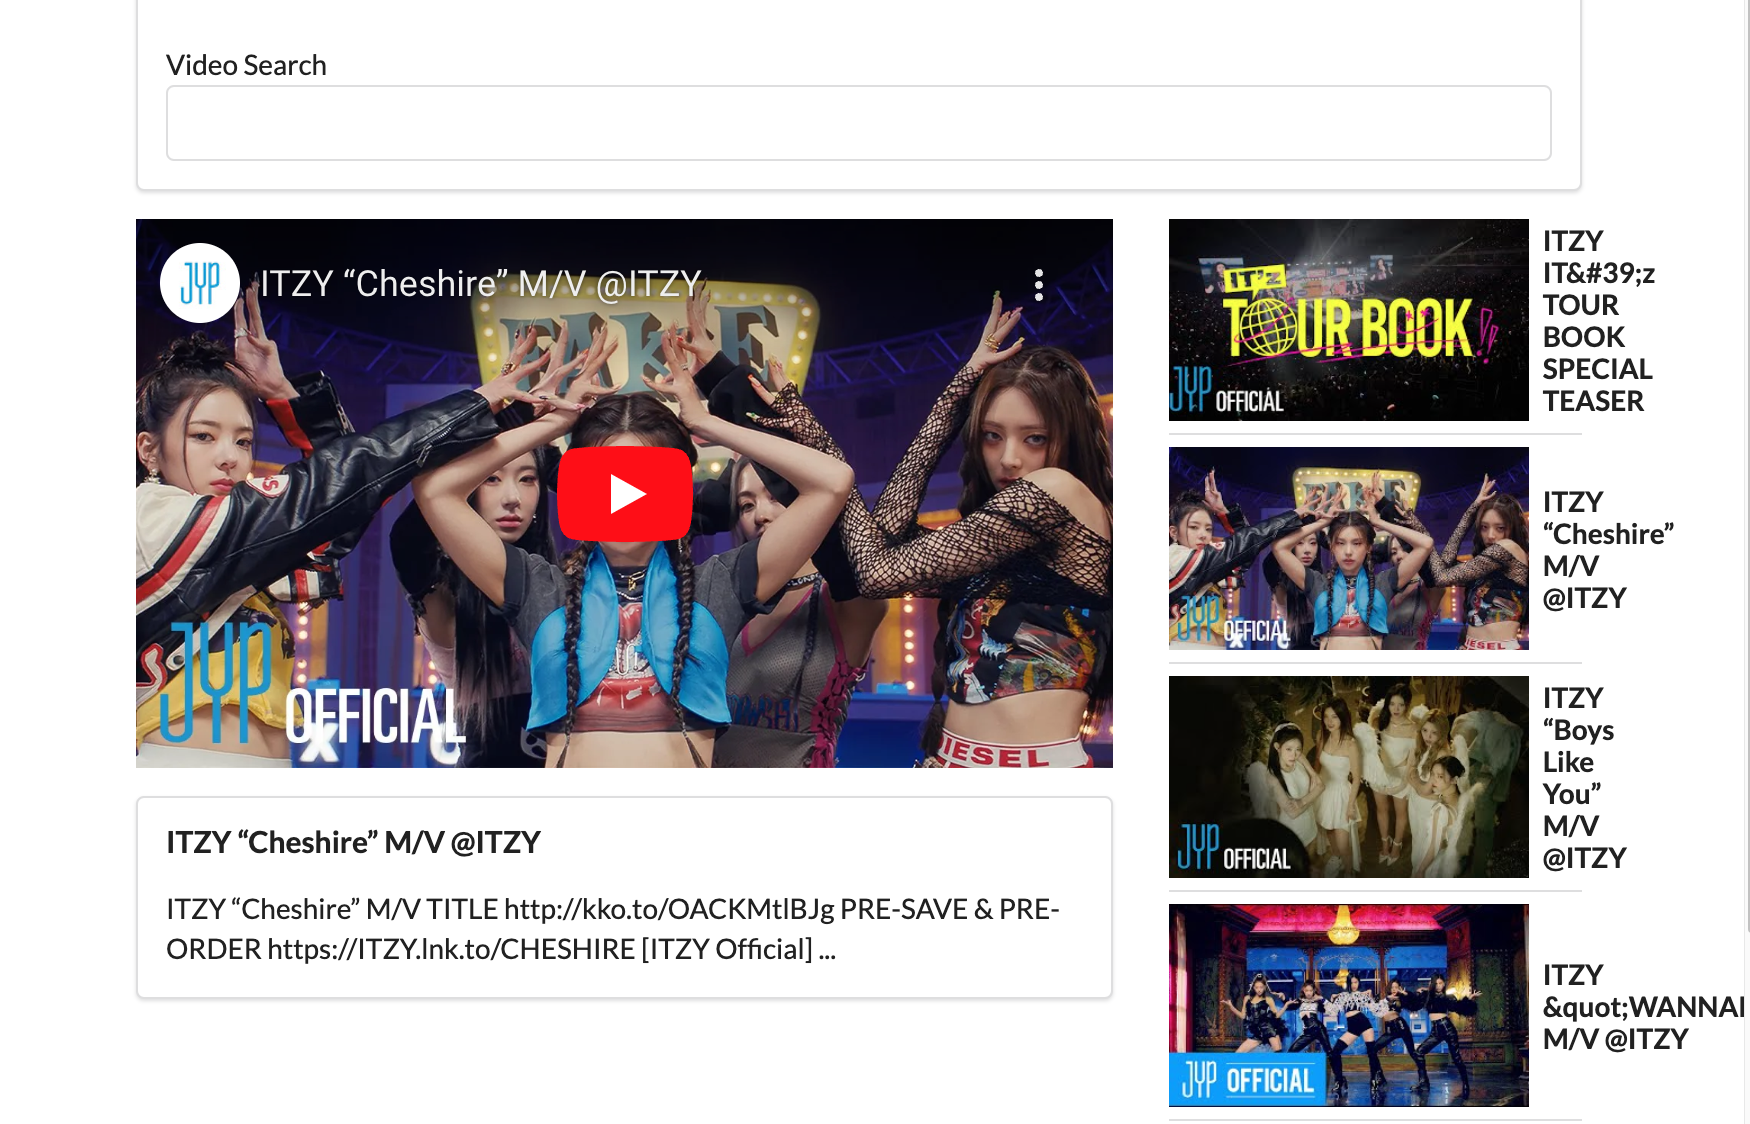 Video Search
JYP
ITZY “Cheshire” M/V @ITZY
FAKE
JYP OFFICIAL
IESEL
ITZY “Cheshire” M/V @ITZY
ITZY “Cheshire” M/V TITLE http://kko.to/OACKMtlBJg PRE-SAVE & PRE-
ORDER https://ITZY.lnk.to/CHESHIRE [ITZY Official] ...
IT'Z
TOUR BOOK!!
JYP OFFICIAL
ITZY
IT&#39;z
TOUR
BOOK
SPECIAL
TEASER
FAKE
JYP OFFICIAL
IESEL
ITZY
“Cheshire”
M/V
@ITZY
JYP OFFICIAL
ITZY
“Boys
Like
You”
M/V
@ITZY
JYP OFFICIAL
ITZY
&quot;WANNA
M/V @ITZY